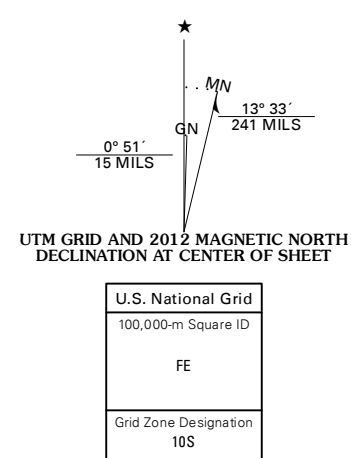 ★
MN
13° 33´
241 MILS
GN
0° 51´
15 MILS
UTM GRID AND 2012 MAGNETIC NORTH
DECLINATION AT CENTER OF SHEET
U.S. National Grid
100,000-m Square ID
FE
Grid Zone Designation
10S